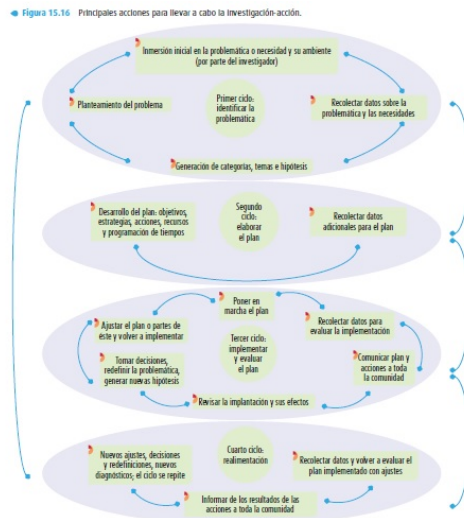 Figura 15.16 Principales acciones para llevar a cabo la investigación-acción.
Inmersión inicial en la problemática o necesidad y su ambiente
(por parte del investigador)
Planteamiento del problema
Primer ciclo:
identificar la
problemática
Recolectar datos sobre la
problemática y las necesidades
Generación de categorías, temas e hipótesis
Desarrollo del plan: objetivos,
estrategias, acciones, recursos
y programación de tiempos
Segundo
ciclo:
elaborar
el plan
Recolectar datos
adicionales para el plan
Poner en
marcha el plan
Ajustar el plan o partes de
éste y volver a implementar
Recolectar datos para
evaluar la implementación
Tercer ciclo:
implementar
y evaluar
el plan
Tomar decisiones,
redefinir la problemática,
generar nuevas hipótesis
Comunicar plan y
acciones a toda
la comunidad
Revisar la implantación y sus efectos
Cuarto ciclo:
realimentación
Nuevos ajustes, decisiones
y redefiniciones, nuevos
diagnósticos; el ciclo se repite
Recolectar datos y volver a evaluar el
plan implementado con ajustes
Informar de los resultados de las
acciones a toda la comunidad